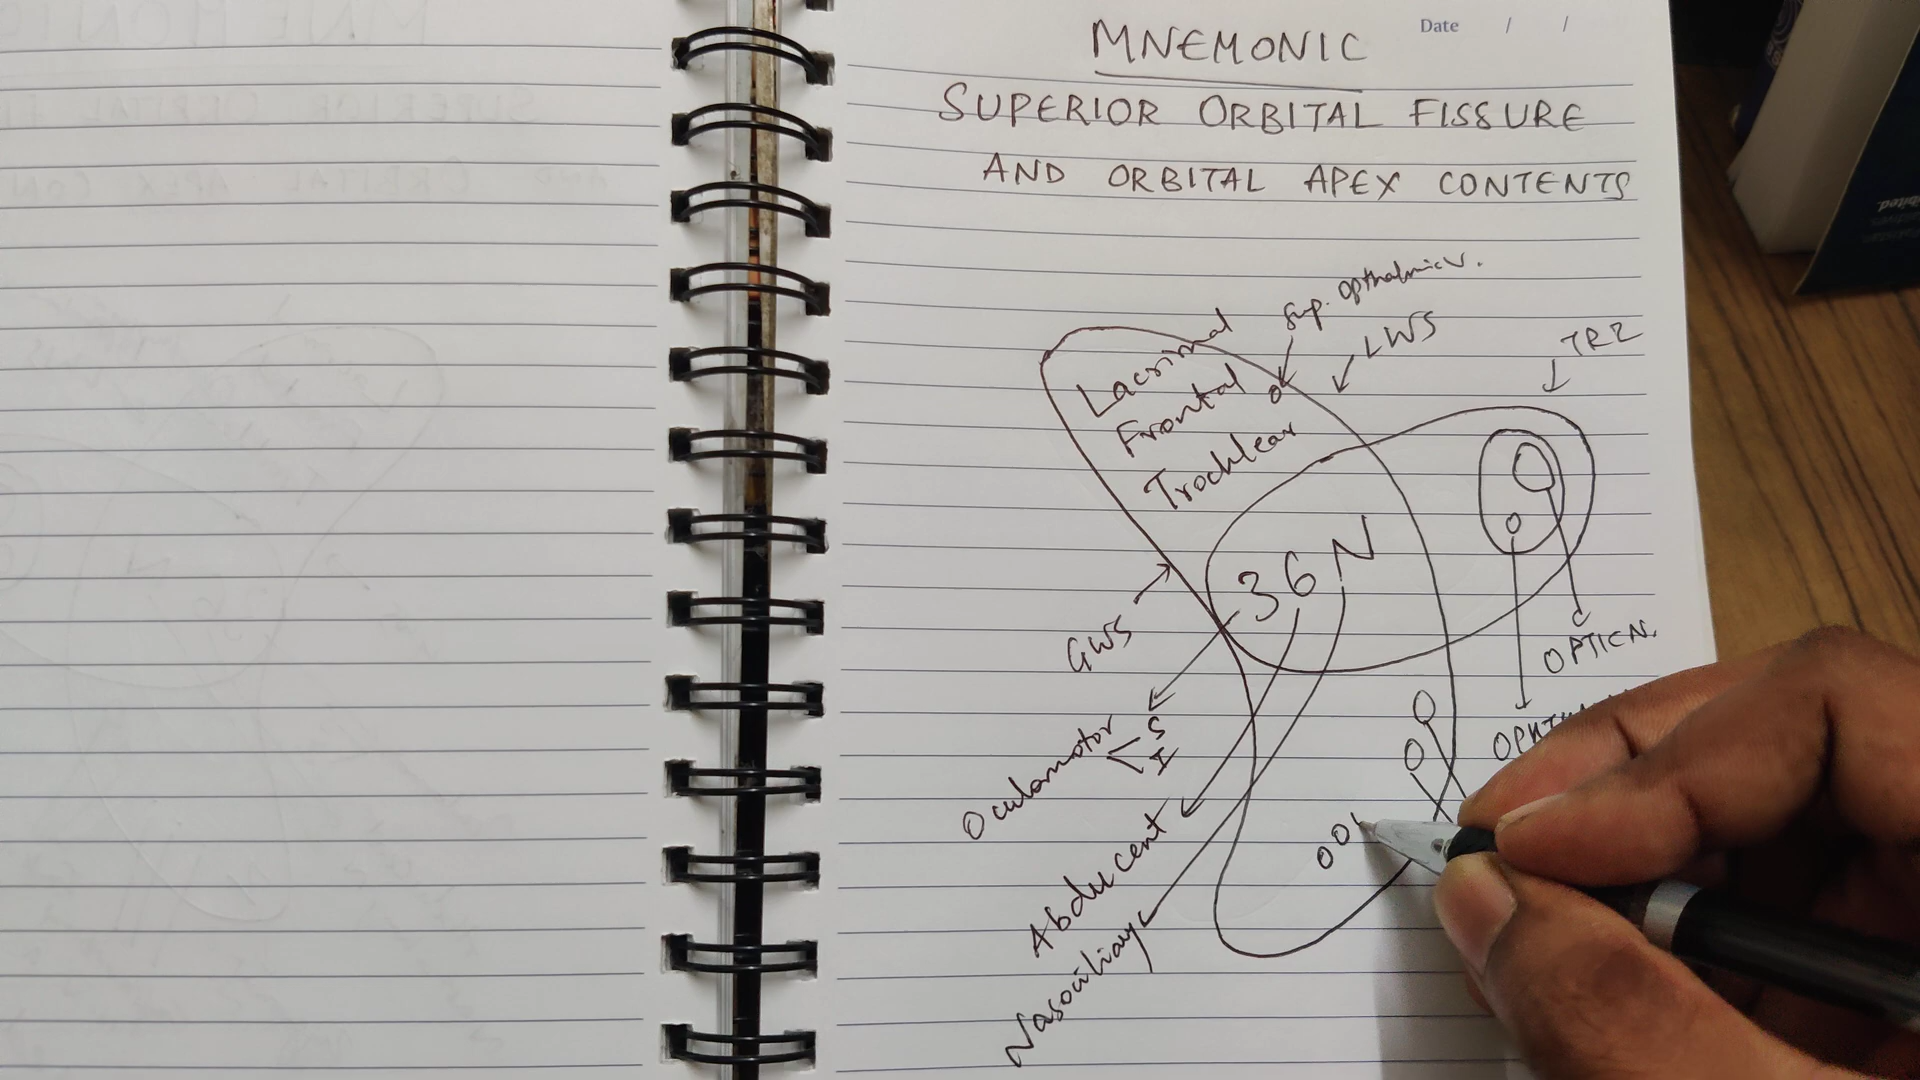 Date / /
MNEMONIC
SUPERIOR ORBITAL FISSURE
AND ORBITAL APEX CONTENTS
Sup. Opthalmic V.
LWS
TRZ
Lacrimal
Frontal
Trochlear
36N
GWS
OPTIC N.
Oculomotor
S
I
Abducent
Nasociliary